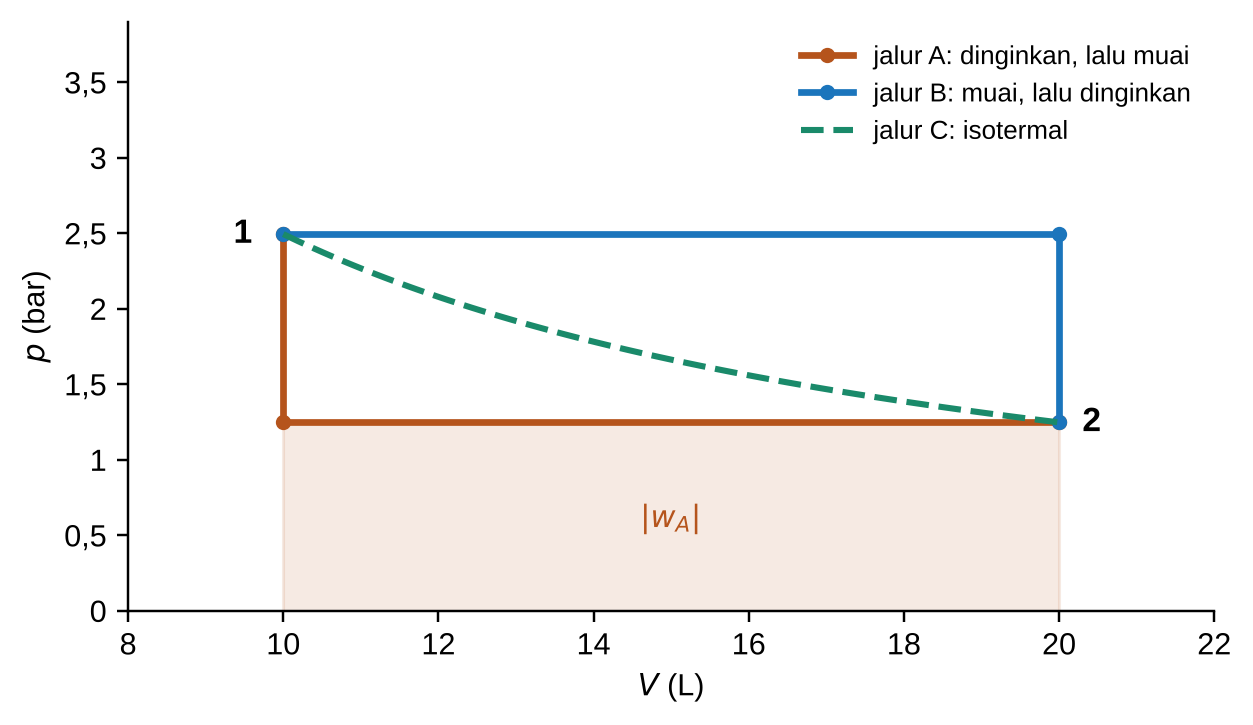 jalur A: dinginkan, lalu muai
jalur B: muai, lalu dinginkan
jalur C: isotermal
3,5
3
2,5
2
1,5
1
0,5
0
p (bar)
1
2
|w_A|
8 10 12 14 16 18 20 22
V (L)